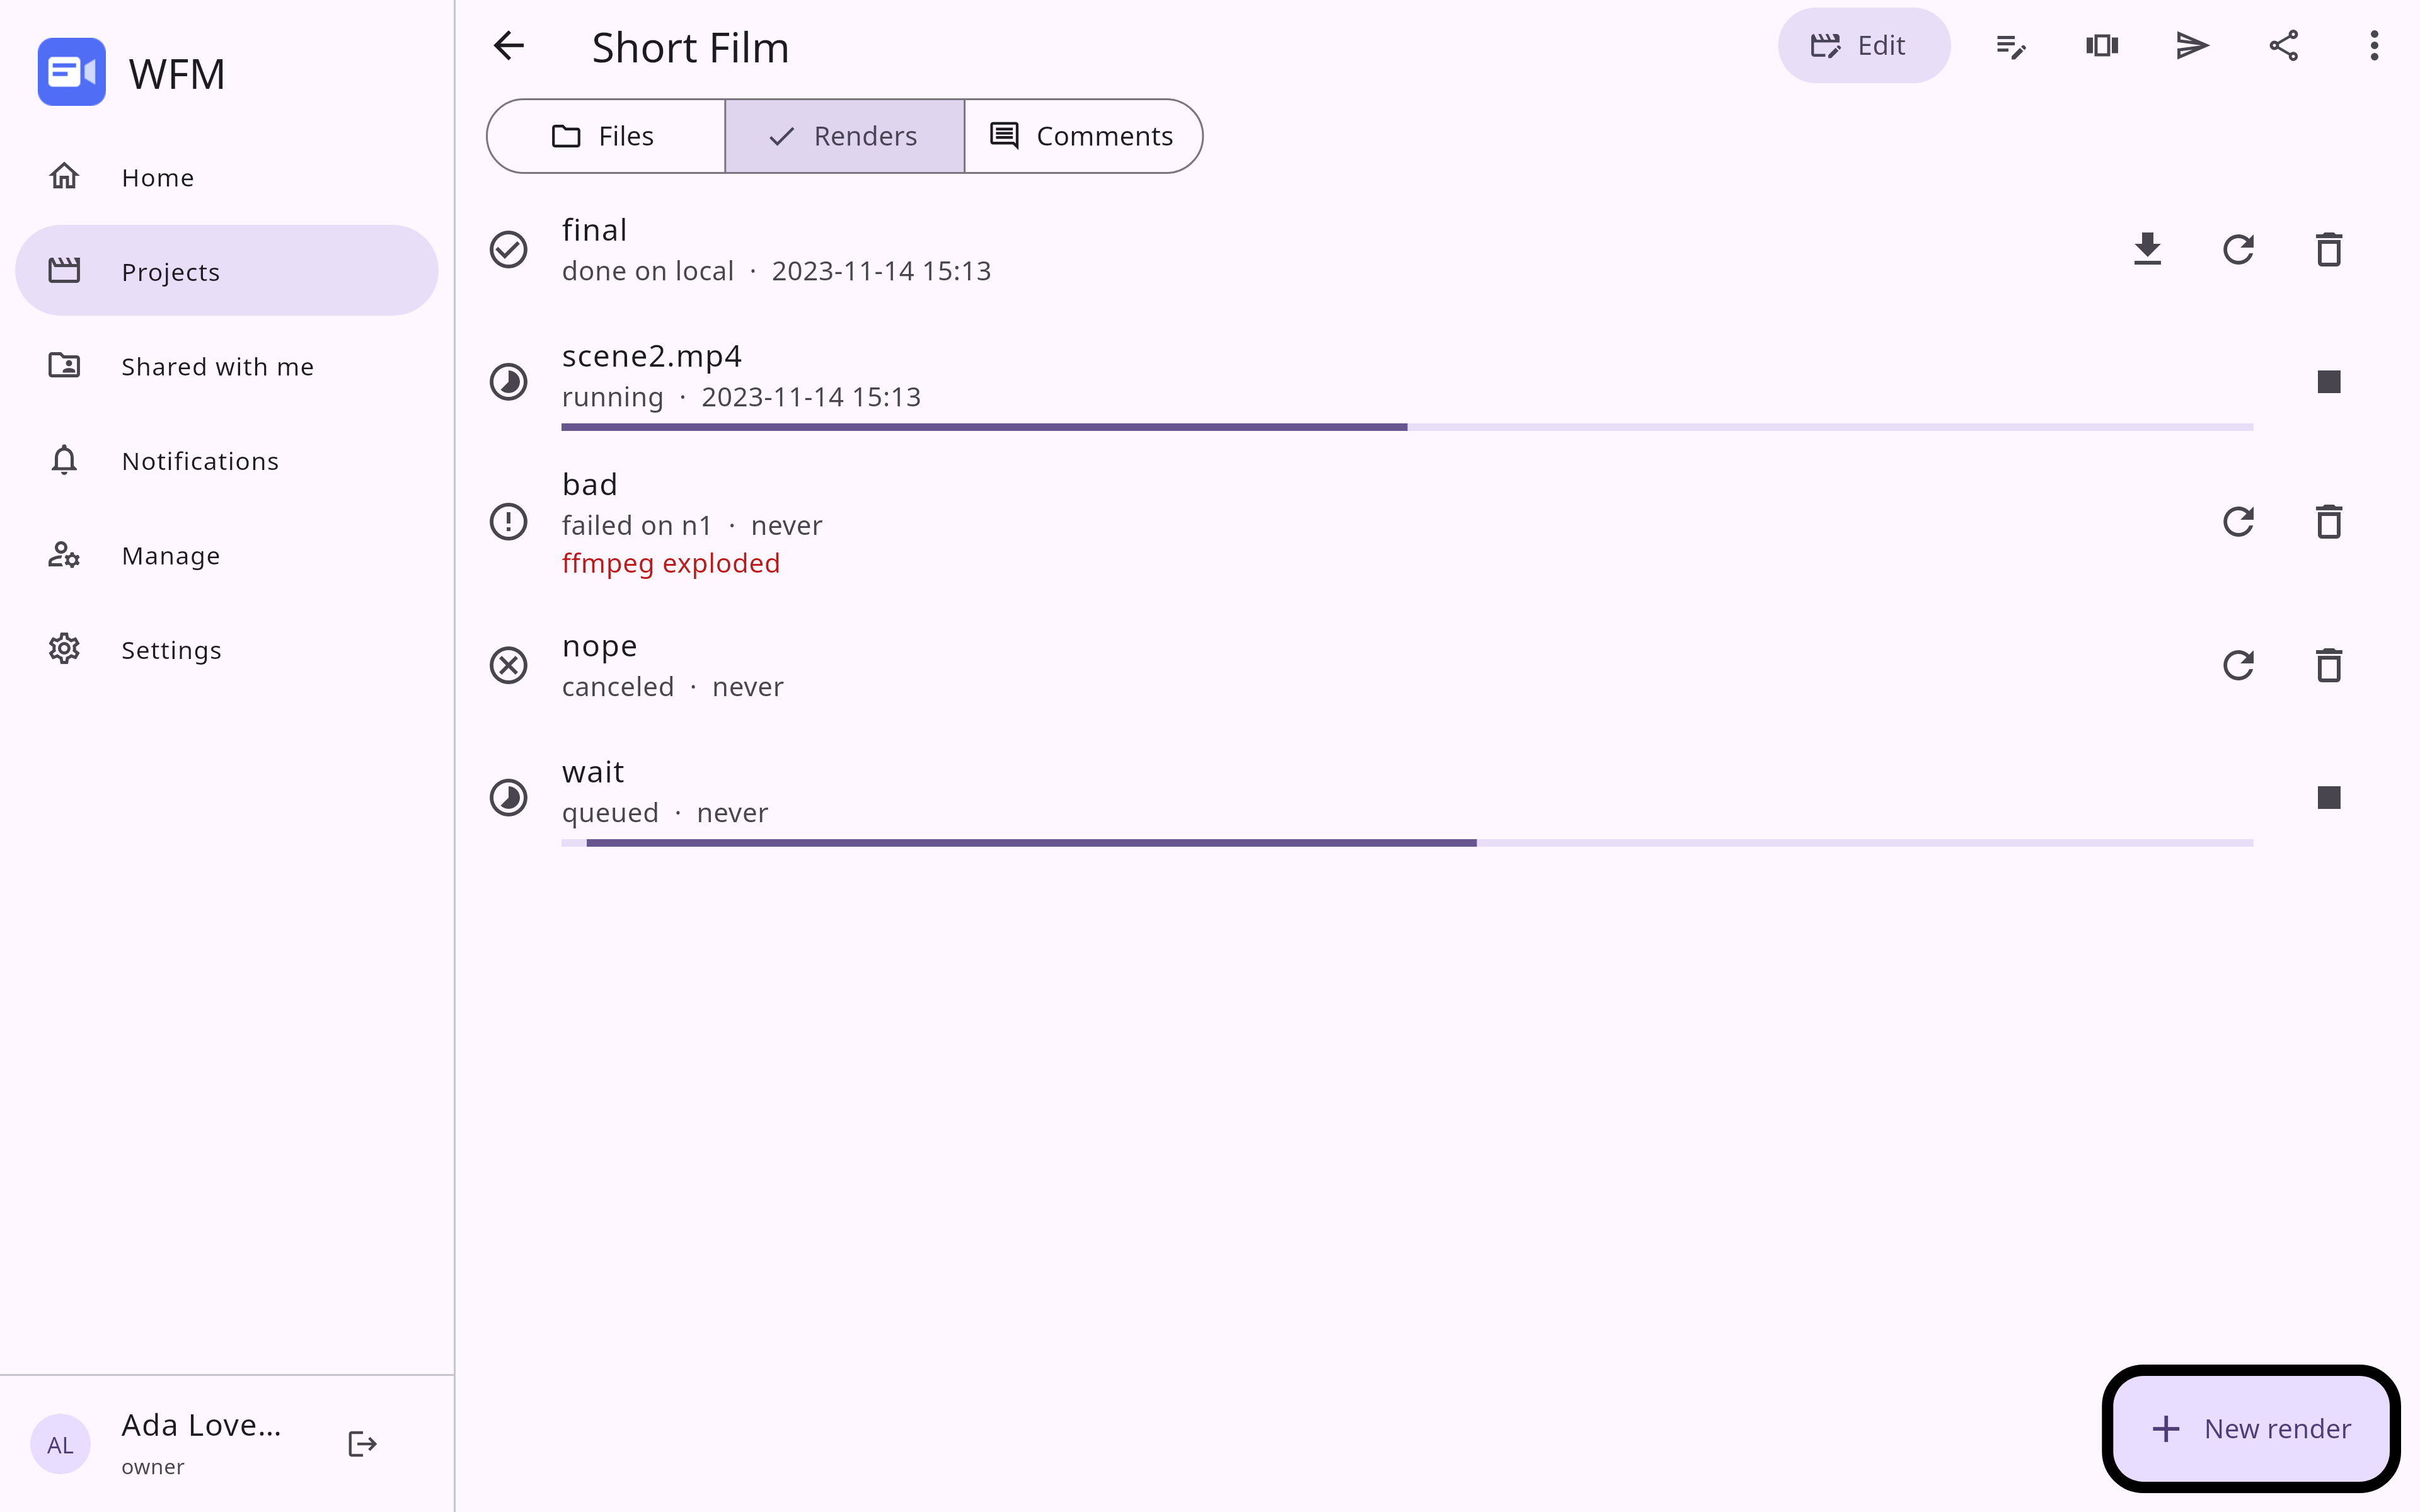 WFM
Home
Projects
Shared with me
Notifications
Manage
Settings
AL
Ada Love...
owner
Short Film
Edit
Files
Renders
Comments
final
done on local · 2023-11-14 15:13
scene2.mp4
running · 2023-11-14 15:13
bad
failed on n1 · never
ffmpeg exploded
nope
canceled · never
wait
queued · never
New render